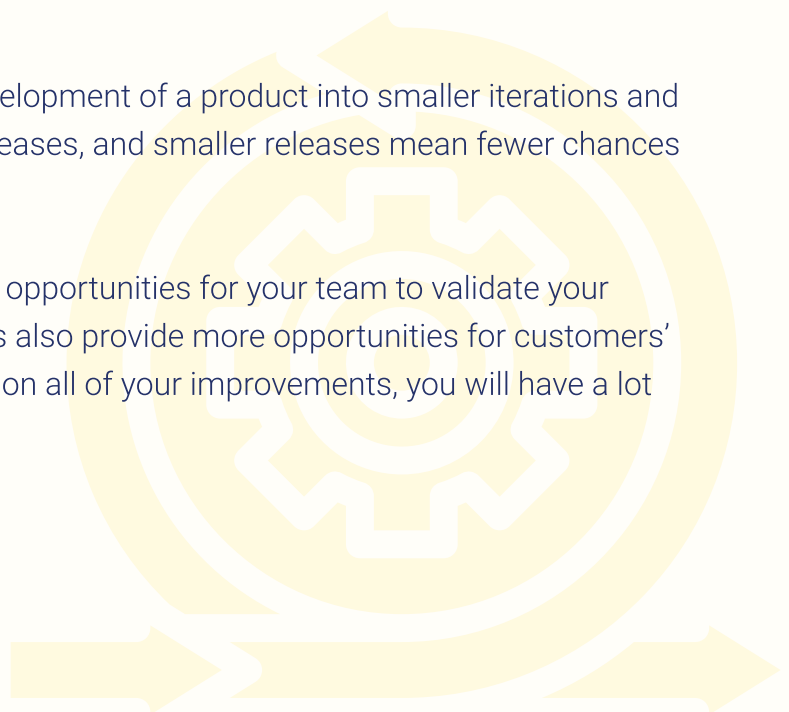 elopment of a product into smaller iterations and
eases, and smaller releases mean fewer chances
opportunities for your team to validate your
s also provide more opportunities for customers’
on all of your improvements, you will have a lot